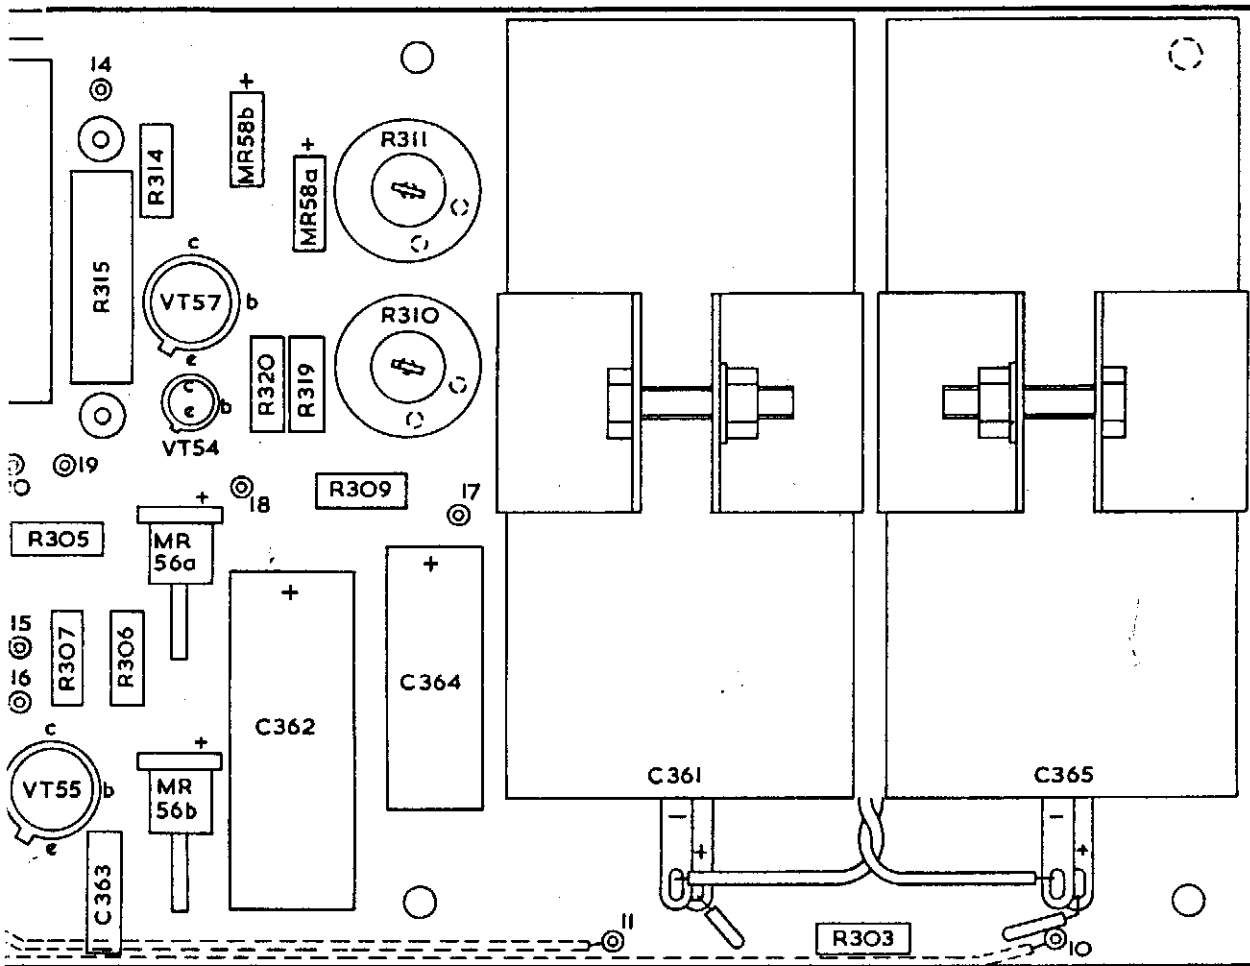 14
+
MR58b
R314
+
MR58a
R311
R315
c
VT57
b
e
R310
c
e
b
VT54
R320
R319
19
18
R309
17
R305
+
MR
56a
+
C362
+
C364
15
16
R307
R306
c
VT55
b
e
+
MR
56b
C363
C361
C365
−
+
−
+
11
R303
10